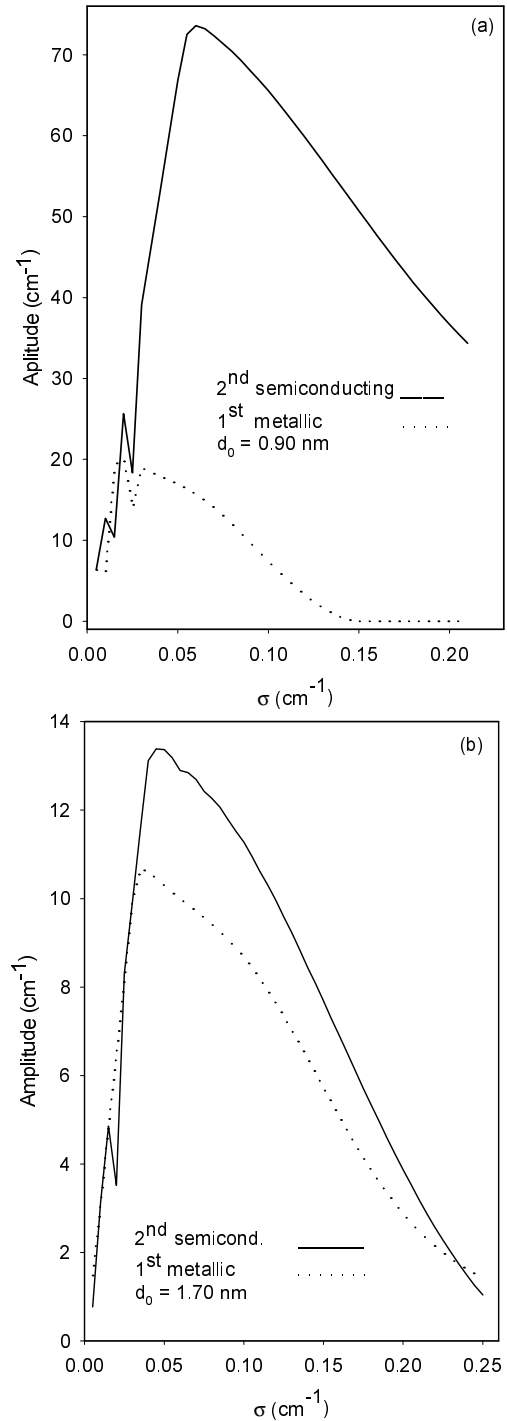 (a)
70
60
50
40
30
20
10
0
Aplitude (cm⁻¹)
2ⁿᵈ semiconducting
1ˢᵗ metallic
d₀ = 0.90 nm
0.00 0.05 0.10 0.15 0.20
σ (cm⁻¹)
(b)
14
12
10
8
6
4
2
0
Amplitude (cm⁻¹)
2ⁿᵈ semicond.
1ˢᵗ metallic
d₀ = 1.70 nm
0.00 0.05 0.10 0.15 0.20 0.25
σ (cm⁻¹)